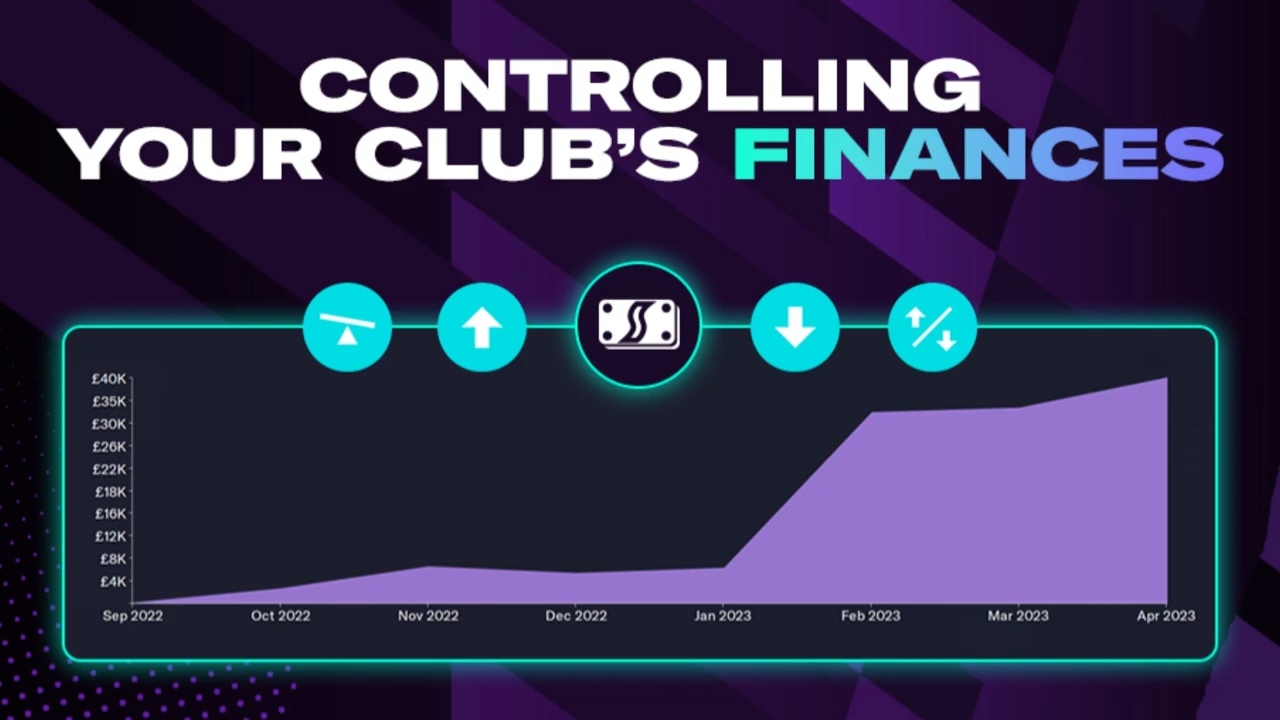 CONTROLLING
YOUR CLUB'S FINANCES
£40K
£35K
£30K
£26K
£22K
£18K
£16K
£12K
£8K
£4K
Sep 2022 Oct 2022 Nov 2022 Dec 2022 Jan 2023 Feb 2023 Mar 2023 Apr 2023